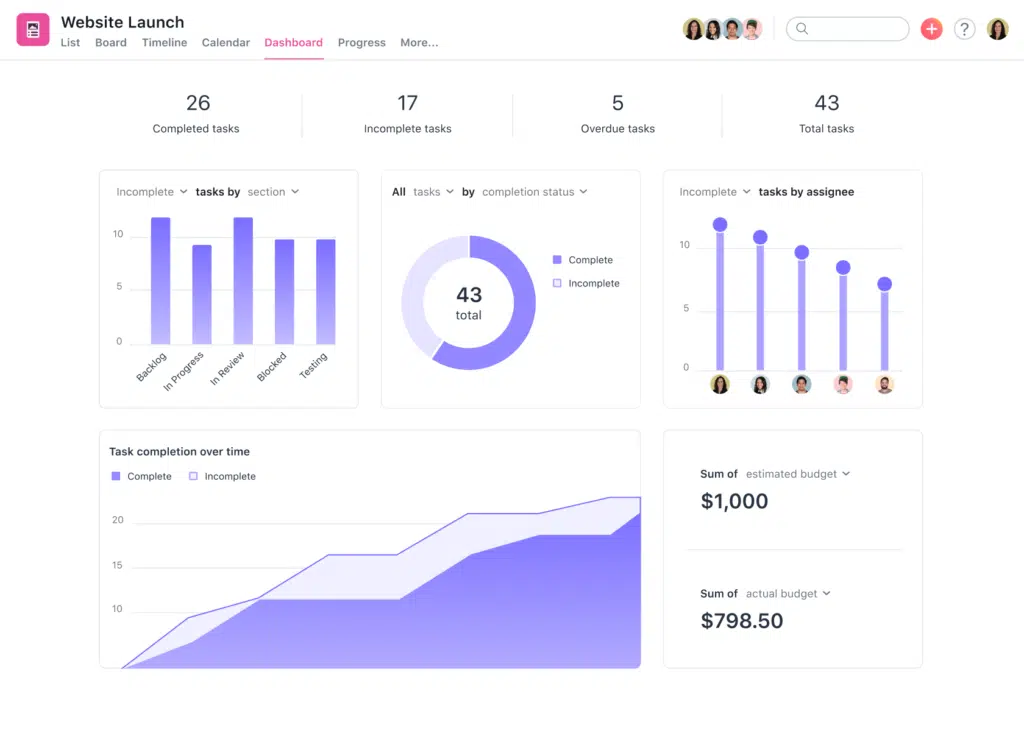 Website Launch
List Board Timeline Calendar Dashboard Progress More...
?
26 17 5 43
Completed tasks Incomplete tasks Overdue tasks Total tasks
Incomplete tasks by section
10
5
0
Backlog In Progress In Review Blocked Testing
All tasks by completion status
43
total
Complete
Incomplete
Incomplete tasks by assignee
10
5
0
Task completion over time
Complete Incomplete
20
15
10
Sum of estimated budget
$1,000
Sum of actual budget
$798.50